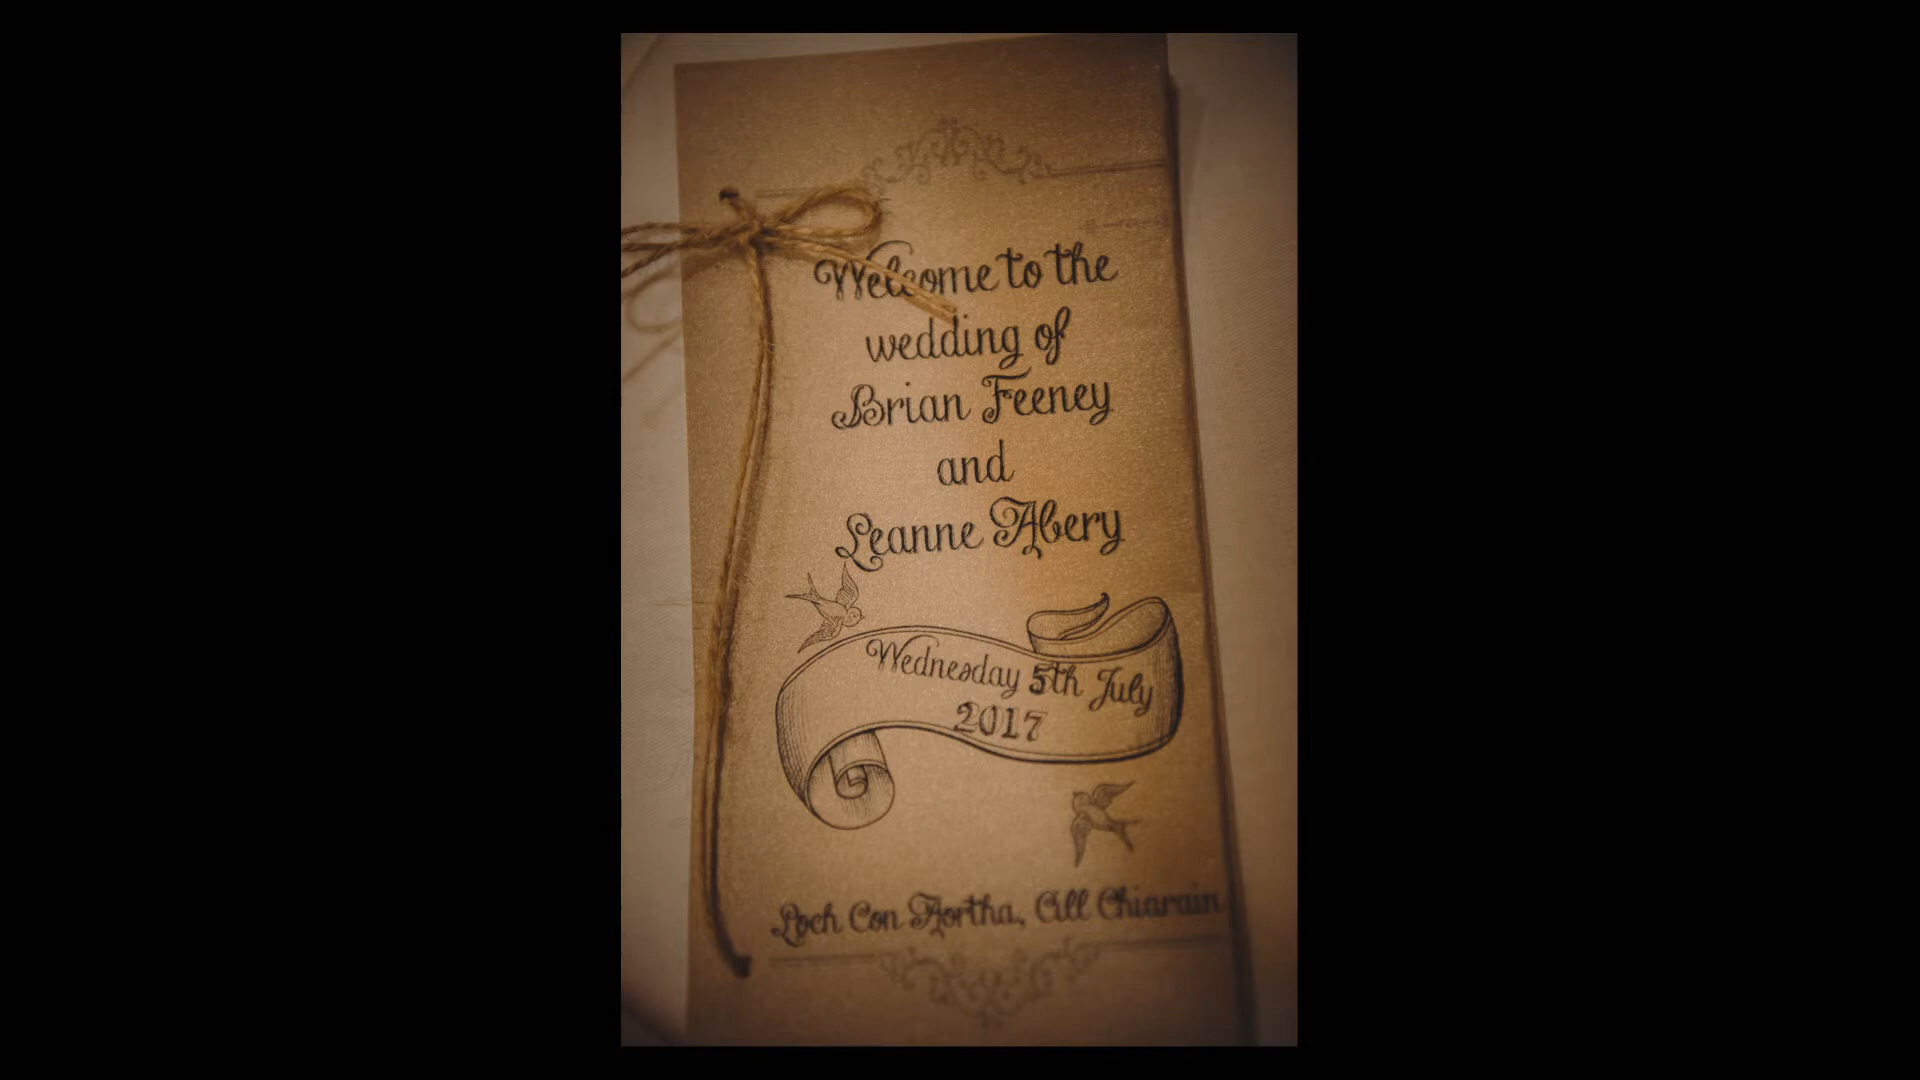 Welcome to the
wedding of
Brian Feeney
and
Leanne Abery
Wednesday 5th July
2017
Loch Con Aortha, Cill Chiarain